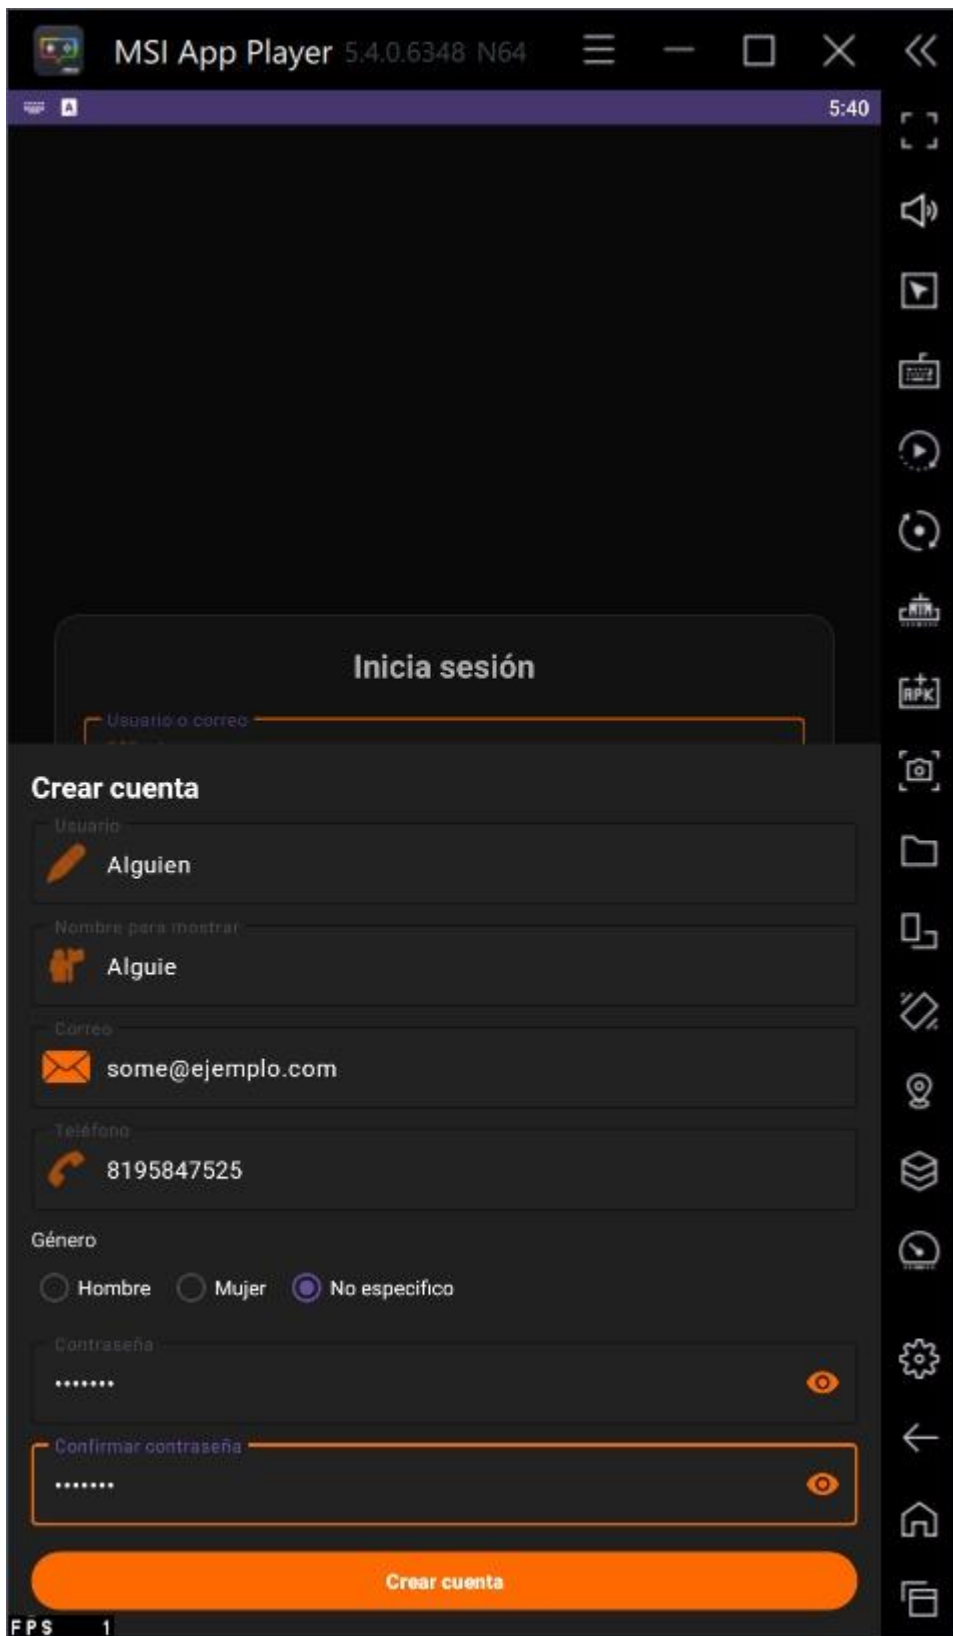 MSI App Player 5.4.0.6348 N64
A
5:40
Inicia sesión
Usuario o correo
Crear cuenta
Usuario
Alguien
Nombre para mostrar
Alguie
Correo
some@ejemplo.com
Teléfono
8195847525
Género
Hombre Mujer No especifico
Contraseña
•••••••
Confirmar contraseña
•••••••
Crear cuenta
FPS 1
APK